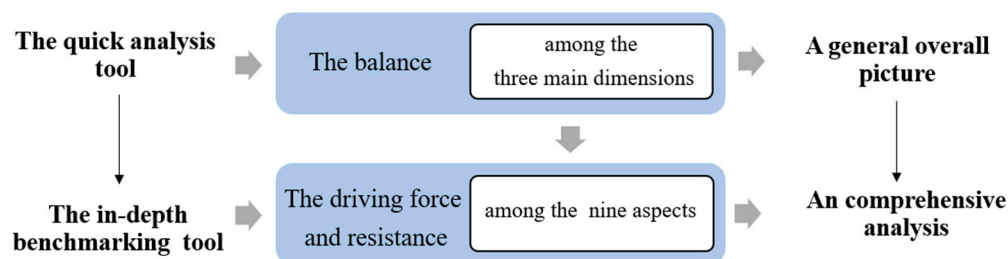 The quick analysis
tool
The balance
among the
three main dimensions
A general overall
picture
The in-depth
benchmarking tool
The driving force
and resistance
among the nine aspects
An comprehensive
analysis